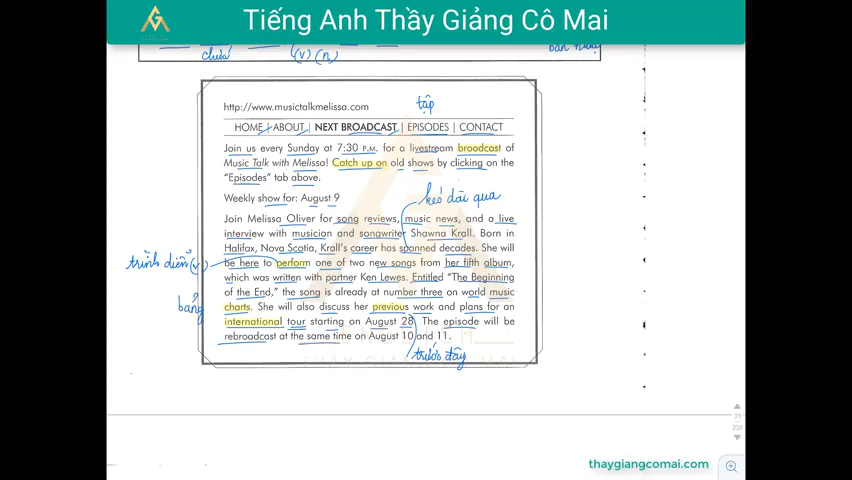 Tiếng Anh Thầy Giảng Cô Mai
chứa (v) (n)
http://www.musictalkmelissa.com
tập
HOME | ABOUT | NEXT BROADCAST | EPISODES | CONTACT
Join us every Sunday at 7:30 P.M. for a livestream broadcast of
Music Talk with Melissa! Catch up on old shows by clicking on the
“Episodes” tab above.
Weekly show for: August 9
kéo dài qua
Join Melissa Oliver for song reviews, music news, and a live
interview with musician and songwriter Shawna Krall. Born in
Halifax, Nova Scotia, Krall’s career has spanned decades. She will
trình diễn (v)
be here to perform one of two new songs from her fifth album,
which was written with partner Ken Lewes. Entitled “The Beginning
of the End,” the song is already at number three on world music
bảng
charts. She will also discuss her previous work and plans for an
international tour starting on August 28. The episode will be
rebroadcast at the same time on August 10 and 11.
trước đây
39
220
thaygiangcomai.com